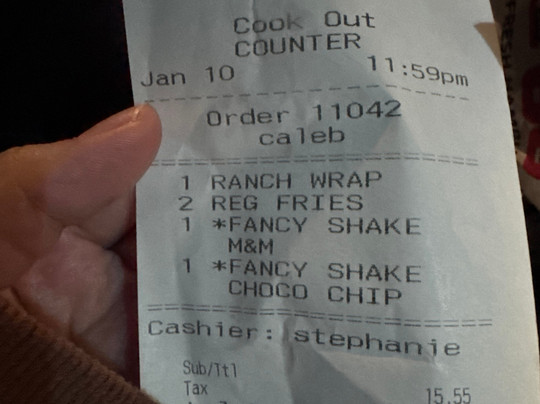 Cook Out
COUNTER
Jan 10 11:59pm
Order 11042
caleb
1 RANCH WRAP
2 REG FRIES
1 *FANCY SHAKE
M&M
1 *FANCY SHAKE
CHOCO CHIP
Cashier: stephanie
Sub/Ttl
Tax 15.55